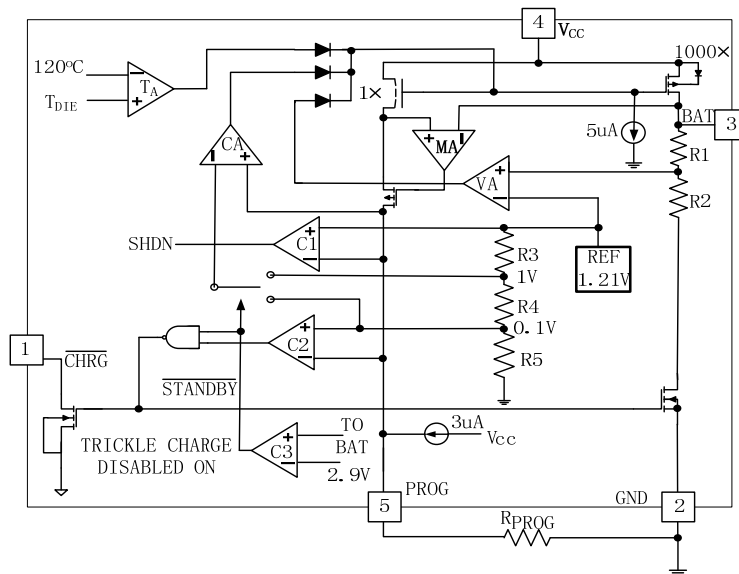 4
VCC
120ºC
TDIE
TA
1×
1000×
BAT
3
5uA
MA
CA
VA
R1
R2
SHDN
C1
R3
1V
REF
1.21V
R4
0.1V
R5
C2
1
CHRG
STANDBY
TRICKLE CHARGE
DISABLED ON
C3
TO
BAT
2.9V
3uA
Vcc
5
PROG
RPROG
GND
2